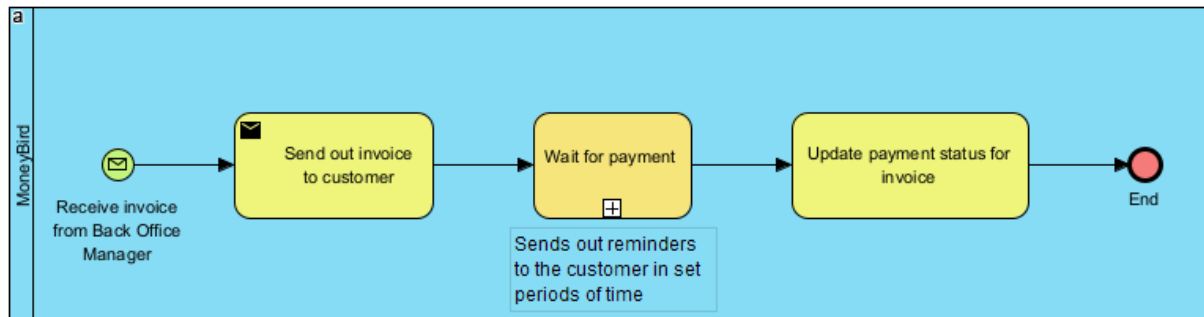 a
MoneyBird
Receive invoice
from Back Office
Manager
Send out invoice
to customer
Wait for payment
Sends out reminders
to the customer in set
periods of time
Update payment status for
invoice
End